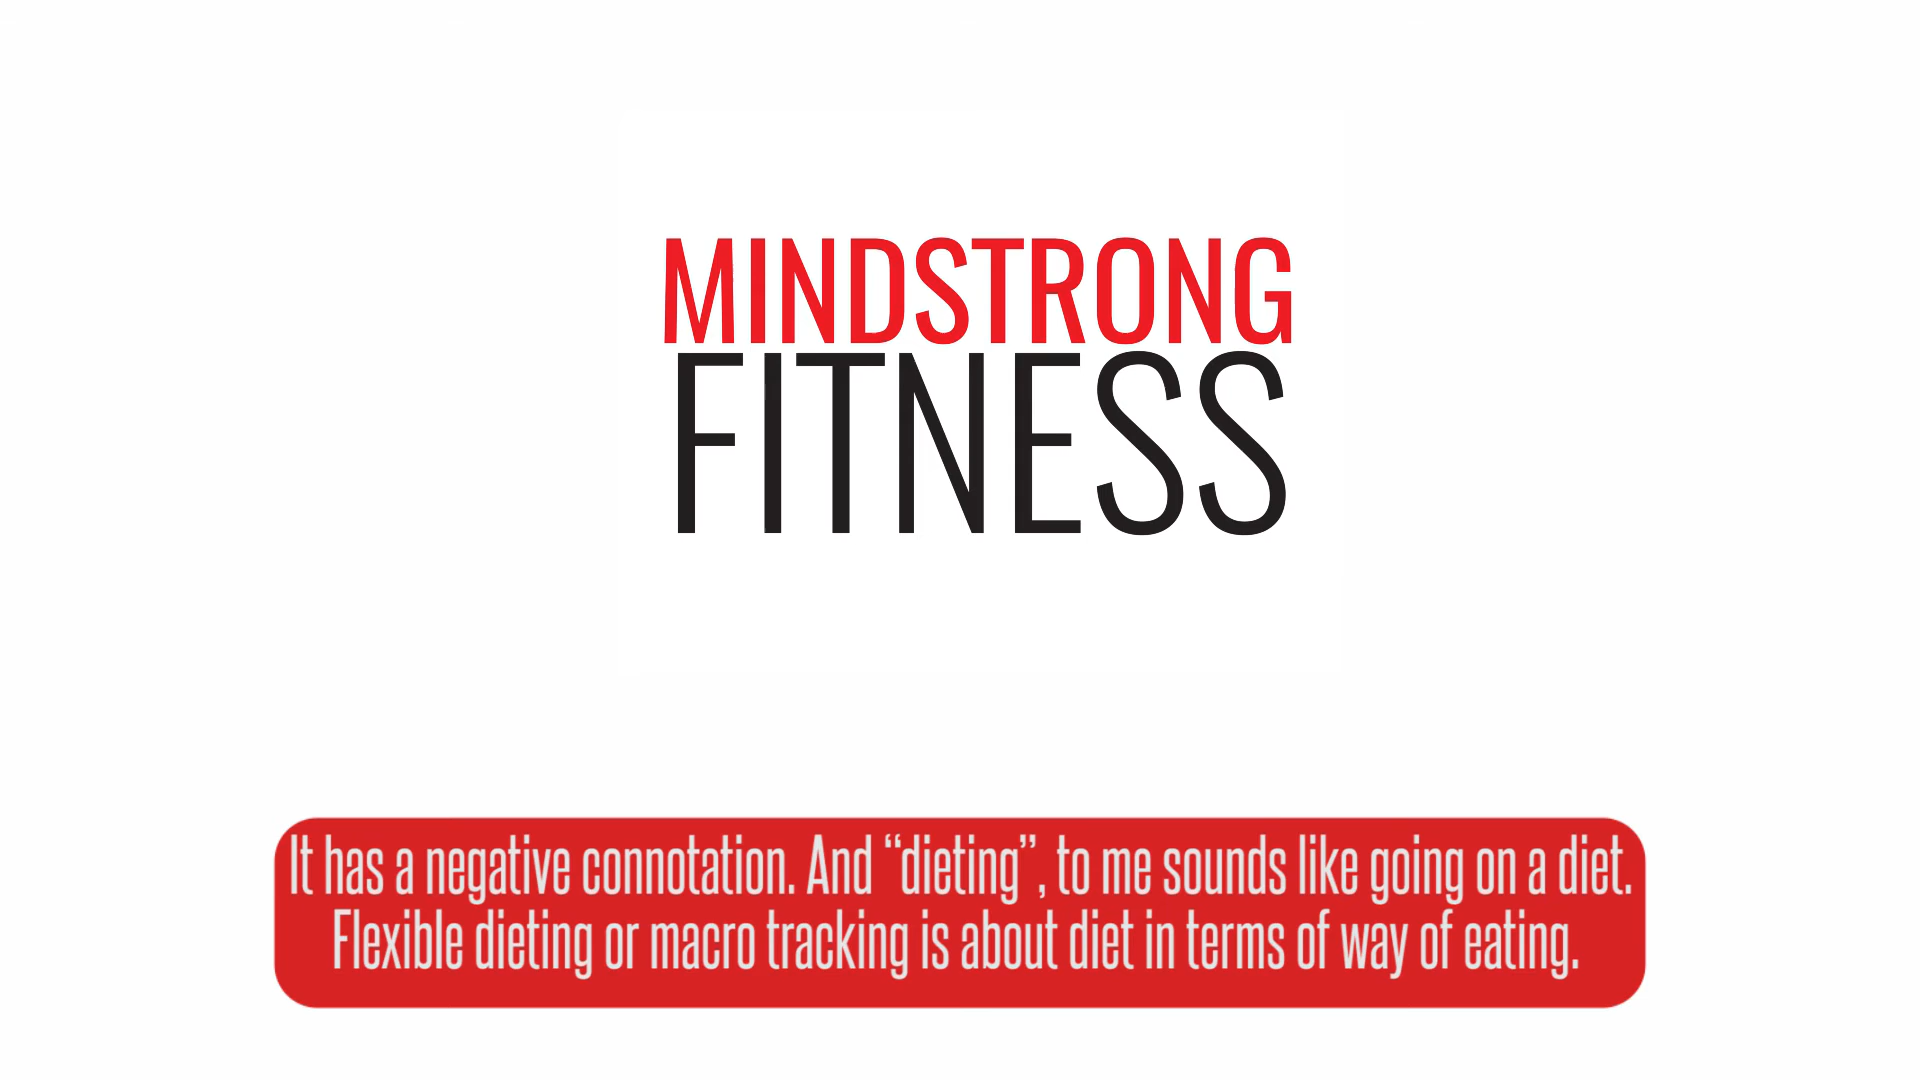 MINDSTRONG
FITNESS
It has a negative connotation. And “dieting”, to me sounds like going on a diet.
Flexible dieting or macro tracking is about diet in terms of way of eating.